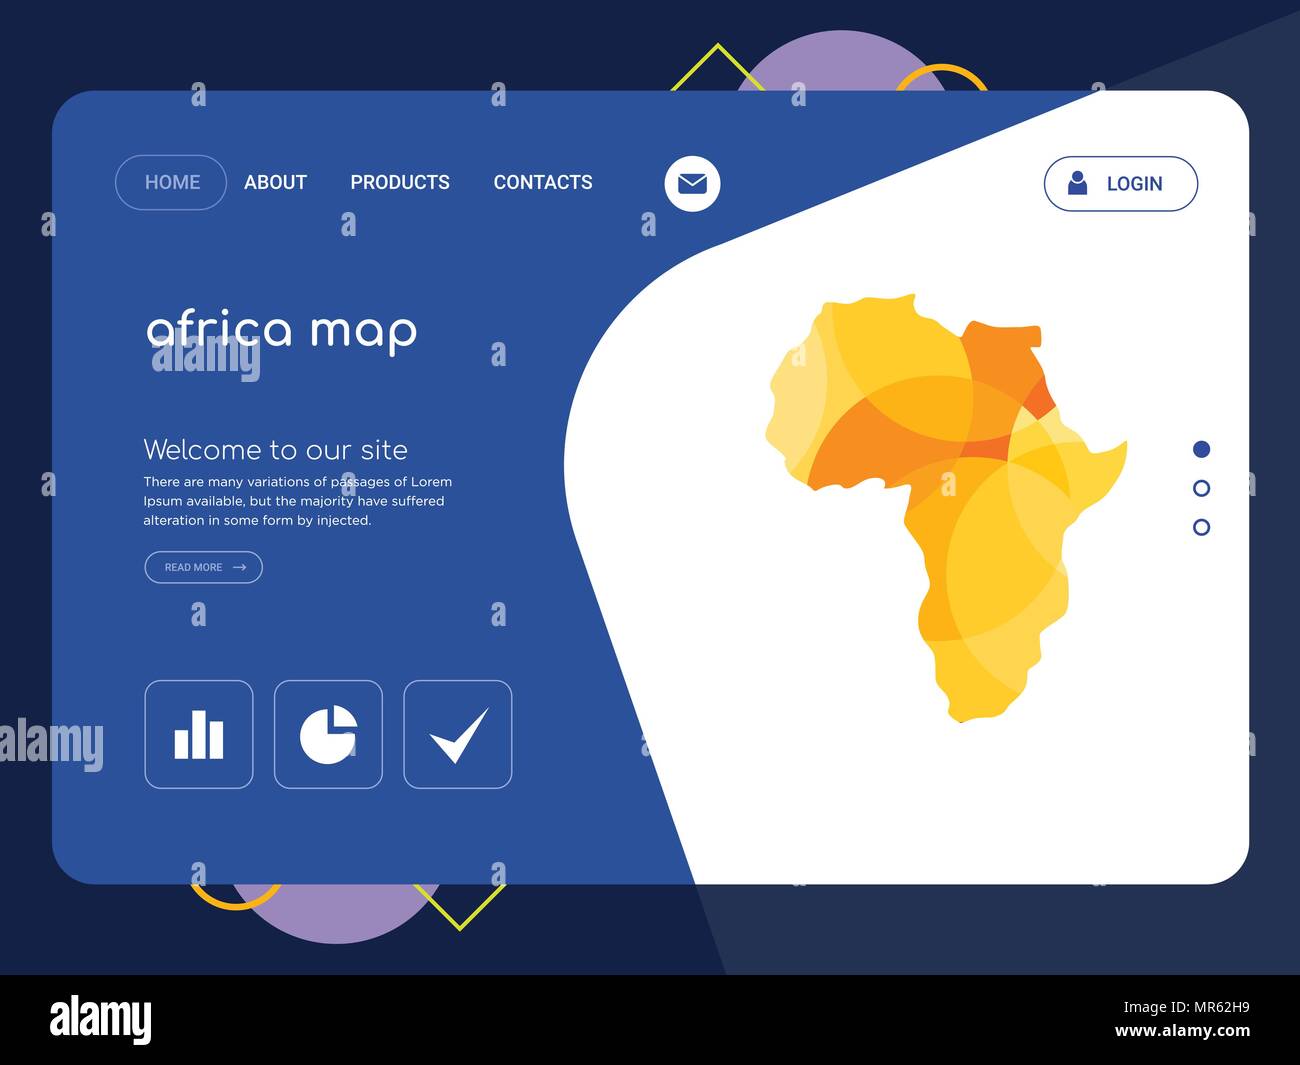 HOME ABOUT PRODUCTS CONTACTS LOGIN
africa map
Welcome to our site
There are many variations of passages of Lorem
Ipsum available, but the majority have suffered
alteration in some form by injected.
READ MORE
alamy
Image ID: MR62H9
www.alamy.com